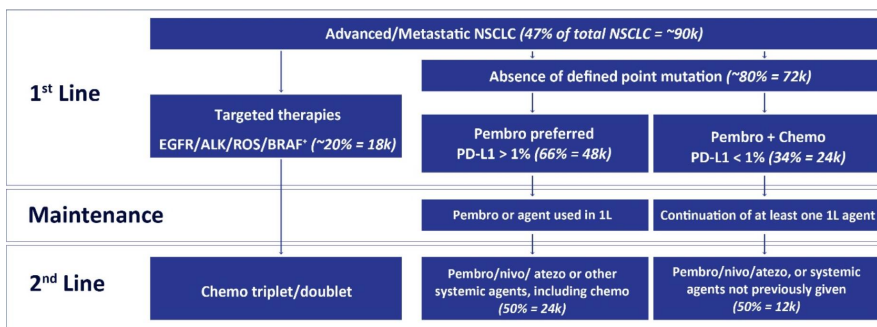 Advanced/Metastatic NSCLC (47% of total NSCLC = ~90k)
1st Line
Absence of defined point mutation (~80% = 72k)
Targeted therapies
EGFR/ALK/ROS/BRAF+ (~20% = 18k)
Pembro preferred
PD-L1 > 1% (66% = 48k)
Pembro + Chemo
PD-L1 < 1% (34% = 24k)
Maintenance
Pembro or agent used in 1L
Continuation of at least one 1L agent
2nd Line
Chemo triplet/doublet
Pembro/nivo/ atezo or other
systemic agents, including chemo
(50% = 24k)
Pembro/nivo/atezo, or systemic
agents not previously given
(50% = 12k)